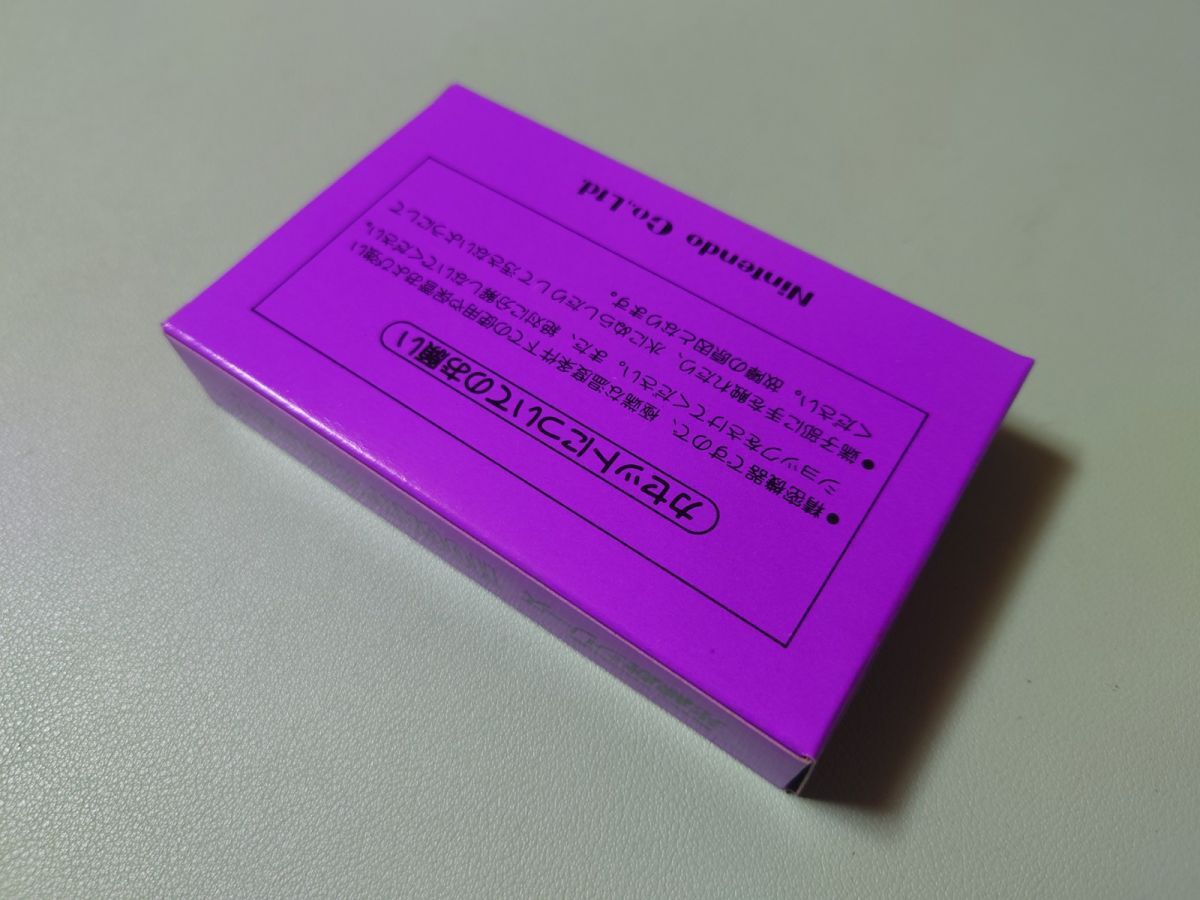 カセットについてのお願い
●精密機器ですので、極端な温度条件下での使用や保管および強い
ショックをさけてください。また、絶対に分解しないでください。
●端子部に手を触れたり、水にぬらしたりして汚さないようにして
ください。故障の原因となります。
Nintendo Co.,Ltd.